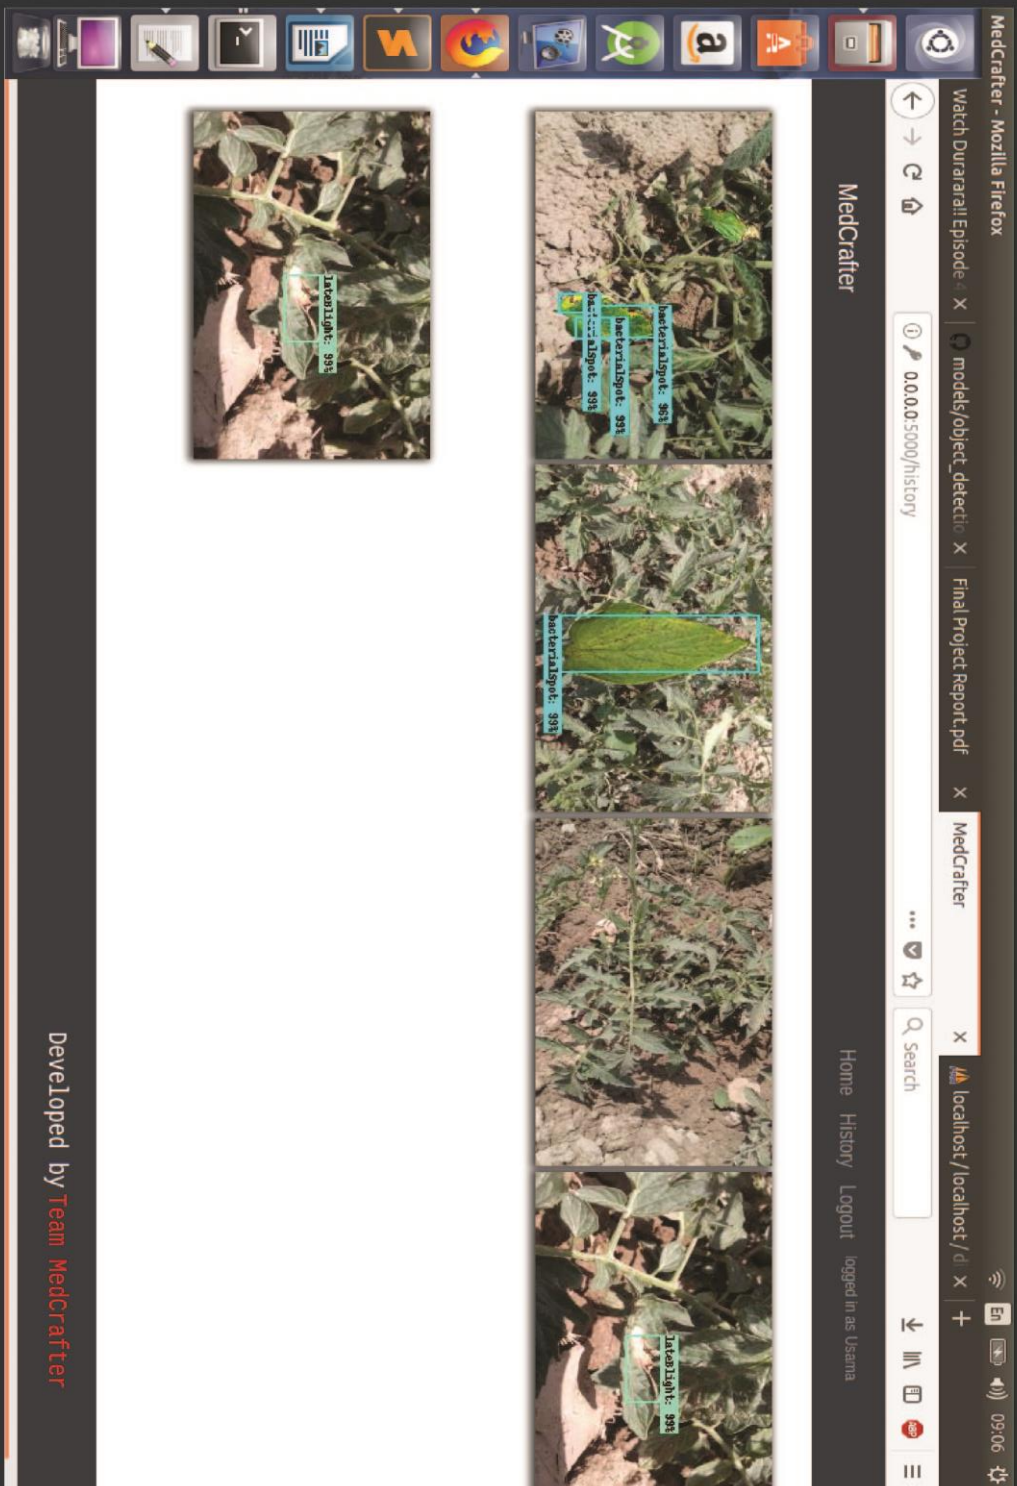 MedCrafter - Mozilla Firefox
En
09:06
Watch Durarara!! Episode 4
models/object_detectio
Final Project Report.pdf
MedCrafter
localhost / localhost / d
0.0.0.0:5000/history
Search
ABP
MedCrafter
Home History Logout logged in as Usama
bacterialSpot: 96%
bacterialSpot: 99%
bacterialSpot: 99%
bacterialSpot: 99%
lateBlight: 99%
lateBlight: 99%
Developed by Team MedCrafter